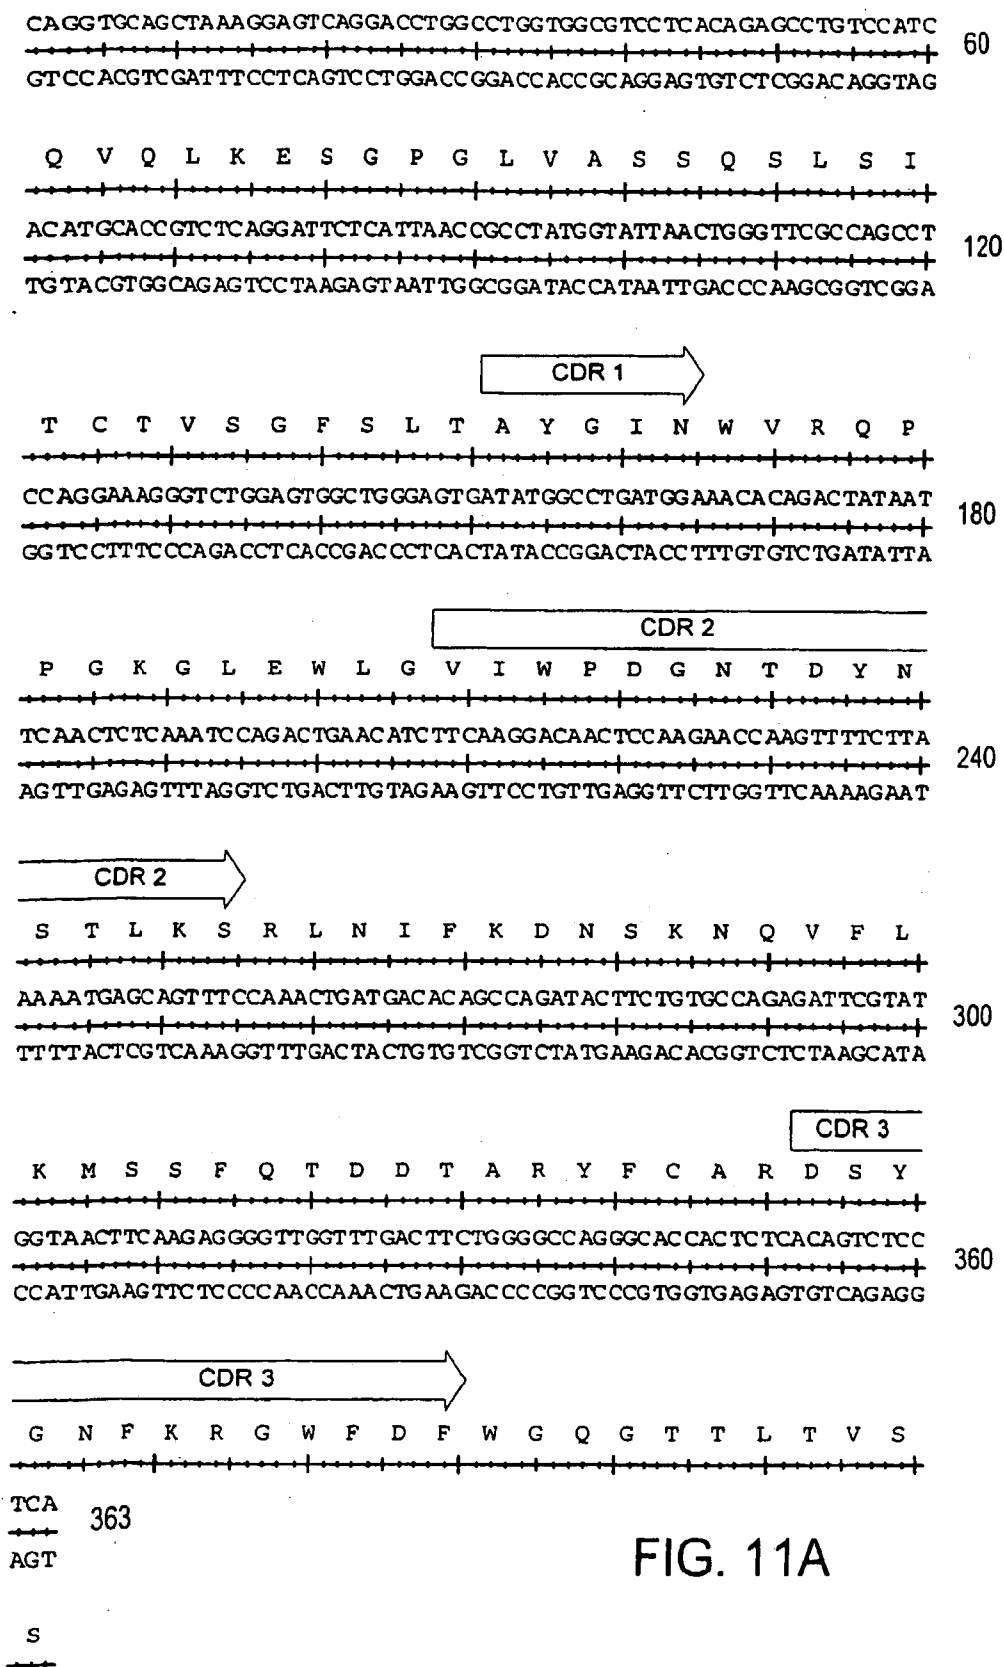 CAGGTGCAGCTAAAGGAGTCAGGACCTGGCCTGGTGGCGTCCTCACAGAGCCTGTCCATC
60
GTCCACGTCGATTTCCTCAGTCCTGGACCGGACCACCGCAGGAGTGTCTCGGACAGGTAG
Q V Q L K E S G P G L V A S S Q S L S I
ACATGCACCGTCTCAGGATTCTCATTAACCGCCTATGGTATTAACTGGGTTCGCCAGCCT
120
TGTACGTGGCAGAGTCCTAAGAGTAATTGGCGGATACCATAATTGACCCAAGCGGTCGGA
CDR 1
T C T V S G F S L T A Y G I N W V R Q P
CCAGGAAAGGGTCTGGAGTGGCTGGGAGTGATATGGCCTGATGGAAACACAGACTATAAT
180
GGTCCTTTCCCAGACCTCACCGACCCTCACTATACCGGACTACCTTTGTGTCTGATATTA
CDR 2
P G K G L E W L G V I W P D G N T D Y N
TCAACTCTCAAATCCAGACTGAACATCTTCAAGGACAACTCCAAGAACCAAGTTTTCTTA
240
AGTTGAGAGTTTAGGTCTGACTTGTAGAAGTTCCTGTTGAGGTTCTTGGTTCAAAAGAAT
CDR 2
S T L K S R L N I F K D N S K N Q V F L
AAAATGAGCAGTTTCCAAACTGATGACACAGCCAGATACTTCTGTGCCAGAGATTCGTAT
300
TTTTACTCGTCAAAGGTTTGACTACTGTGTCGGTCTATGAAGACACGGTCTCTAAGCATA
CDR 3
K M S S F Q T D D T A R Y F C A R D S Y
GGTAACTTCAAGAGGGGTTGGTTTGACTTCTGGGGCCAGGGCACCACTCTCACAGTCTCC
360
CCATTGAAGTTCTCCCCAACCAAACTGAAGACCCCGGTCCCGTGGTGAGAGTGTCAGAGG
CDR 3
G N F K R G W F D F W G Q G T T L T V S
TCA
363
AGT
FIG. 11A
S